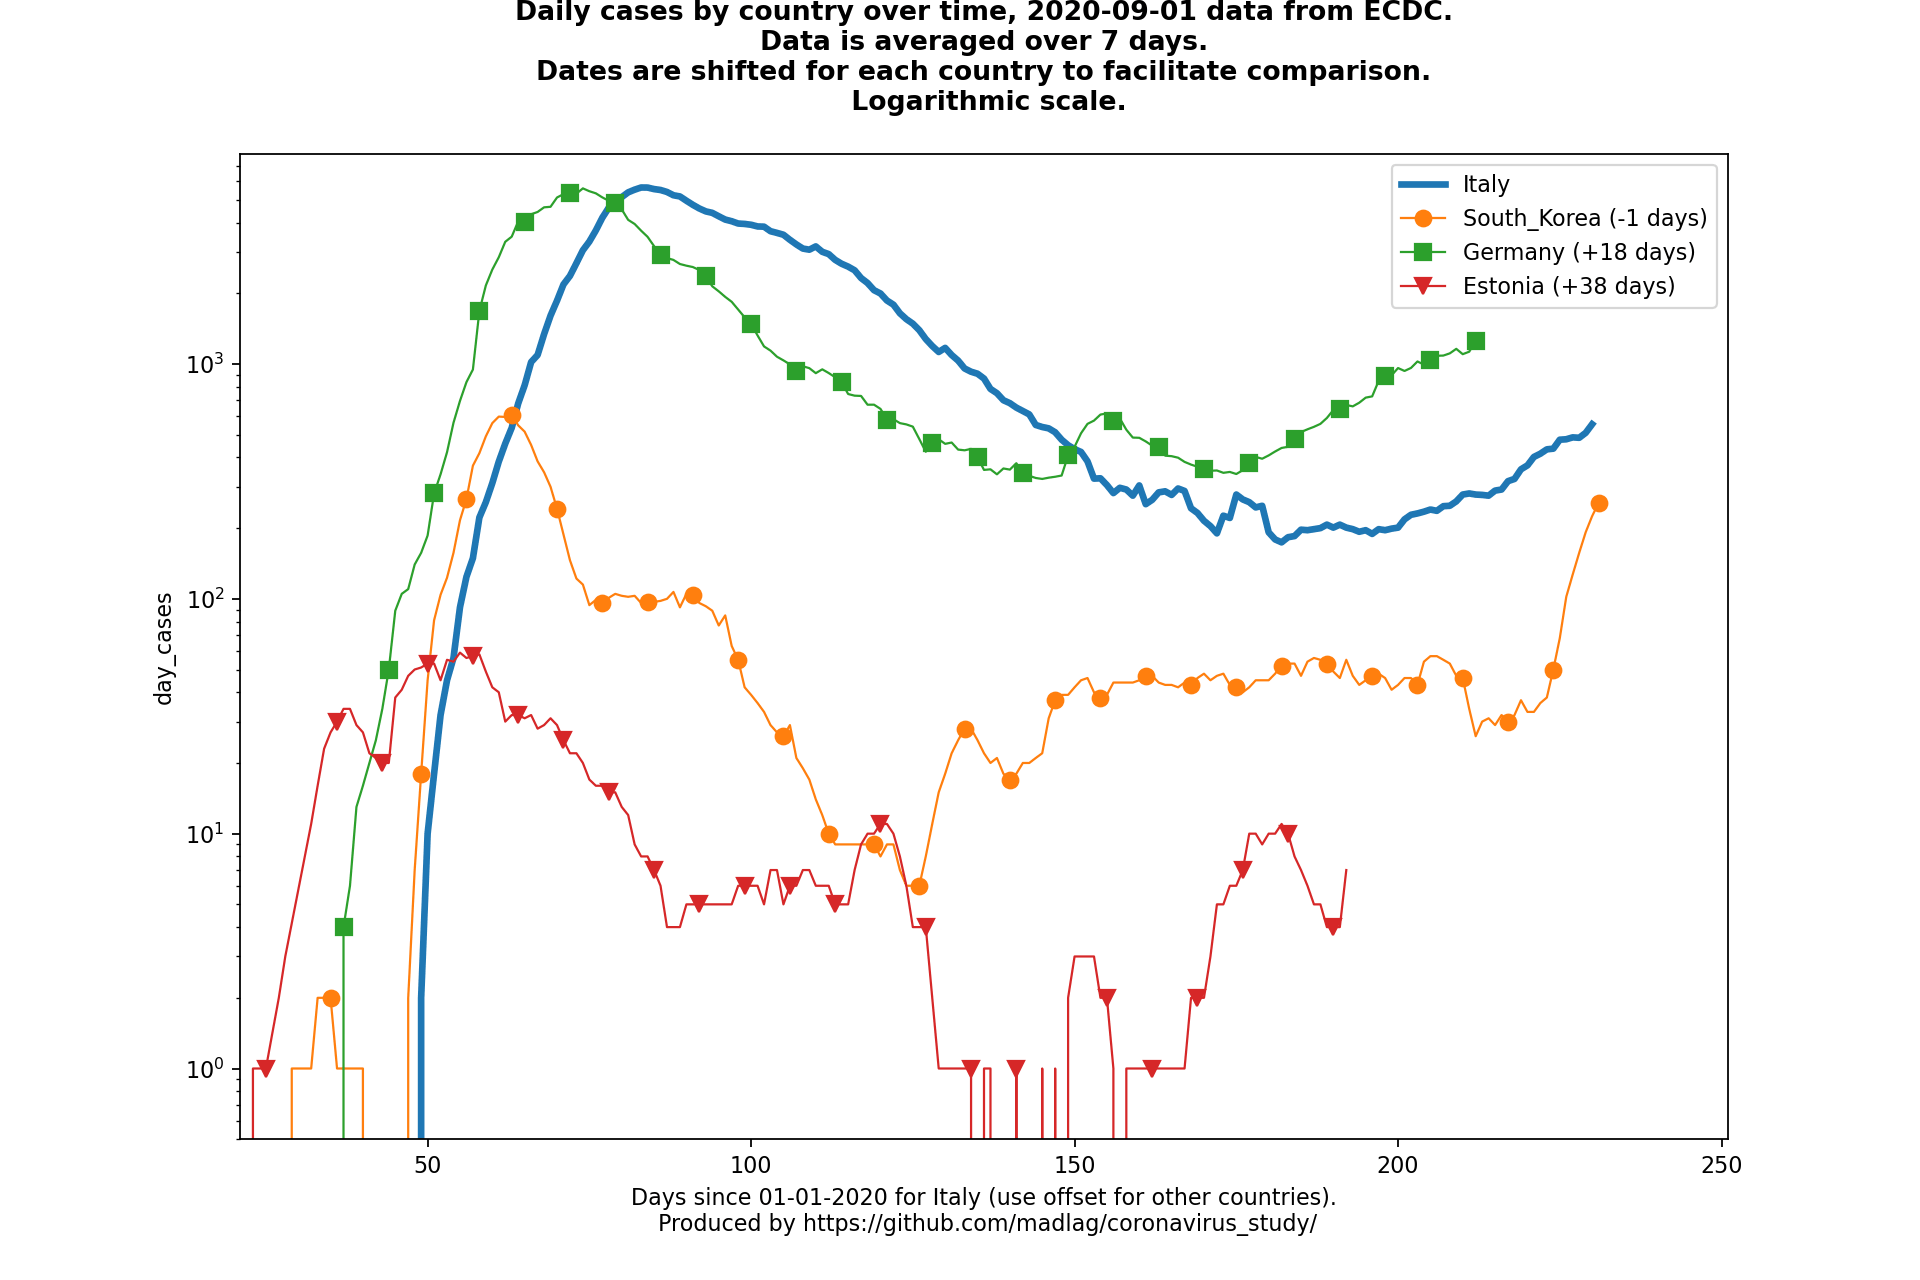 Daily cases by country over time, 2020-09-01 data from ECDC.
Data is averaged over 7 days.
Dates are shifted for each country to facilitate comparison.
Logarithmic scale.
Italy
South_Korea (-1 days)
Germany (+18 days)
Estonia (+38 days)
day_cases
10³
10²
10¹
10⁰
50
100
150
200
250
Days since 01-01-2020 for Italy (use offset for other countries).
Produced by https://github.com/madlag/coronavirus_study/